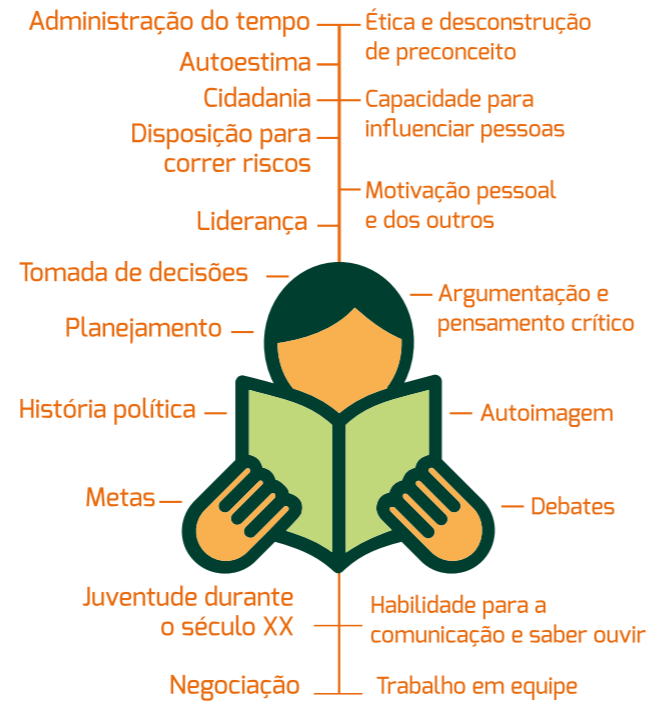 Administração do tempo
Autoestima
Cidadania
Disposição para
correr riscos
Liderança
Tomada de decisões
Planejamento
História política
Metas
Juventude durante
o século XX
Negociação
Ética e desconstrução
de preconceito
Capacidade para
influenciar pessoas
Motivação pessoal
e dos outros
Argumentação e
pensamento crítico
Autoimagem
Debates
Habilidade para a
comunicação e saber ouvir
Trabalho em equipe